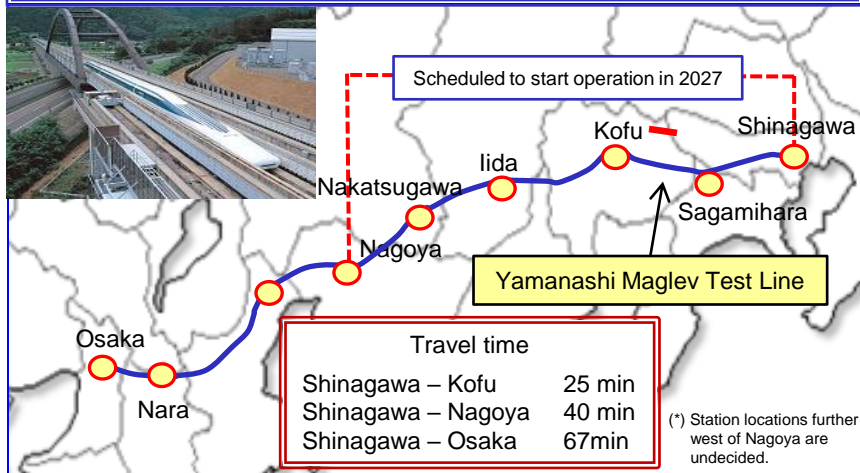 Scheduled to start operation in 2027
Kofu
Shinagawa
Iida
Nakatsugawa
Sagamihara
Nagoya
Yamanashi Maglev Test Line
Osaka
Nara
Travel time
Shinagawa – Kofu 25 min
Shinagawa – Nagoya 40 min
Shinagawa – Osaka 67min
(*) Station locations further
west of Nagoya are
undecided.